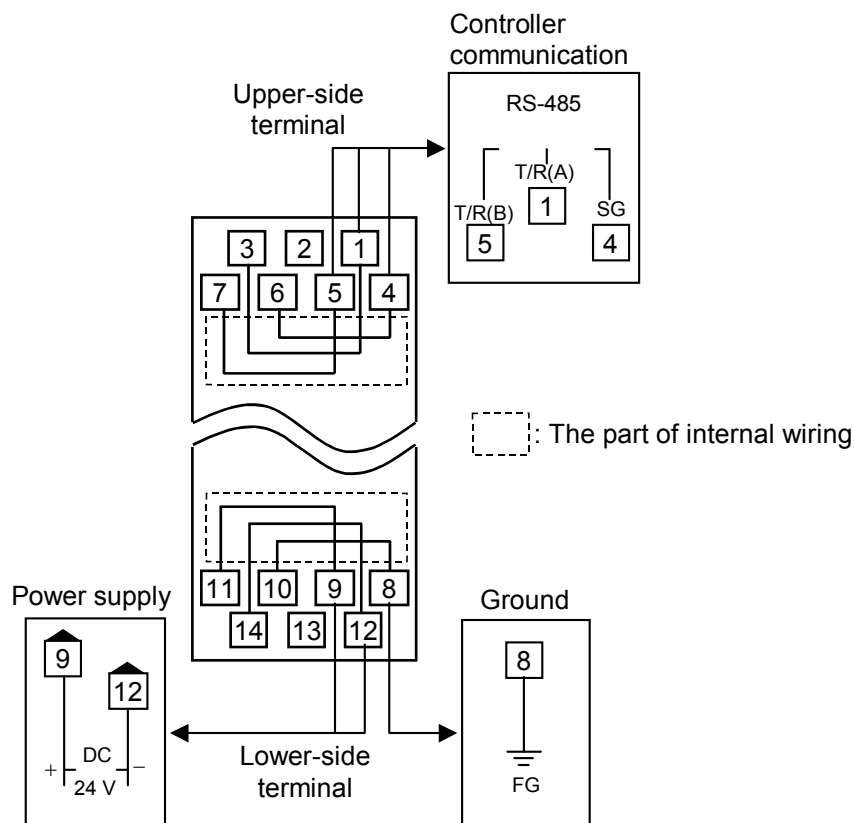 Controller
communication
RS-485
T/R(A)
1
T/R(B)
5
SG
4
Upper-side
terminal
3 2 1
7 6 5 4
: The part of internal wiring
11 10 9 8
14 13 12
Power supply
9
12
+ DC −
24 V
Lower-side
terminal
Ground
8
FG